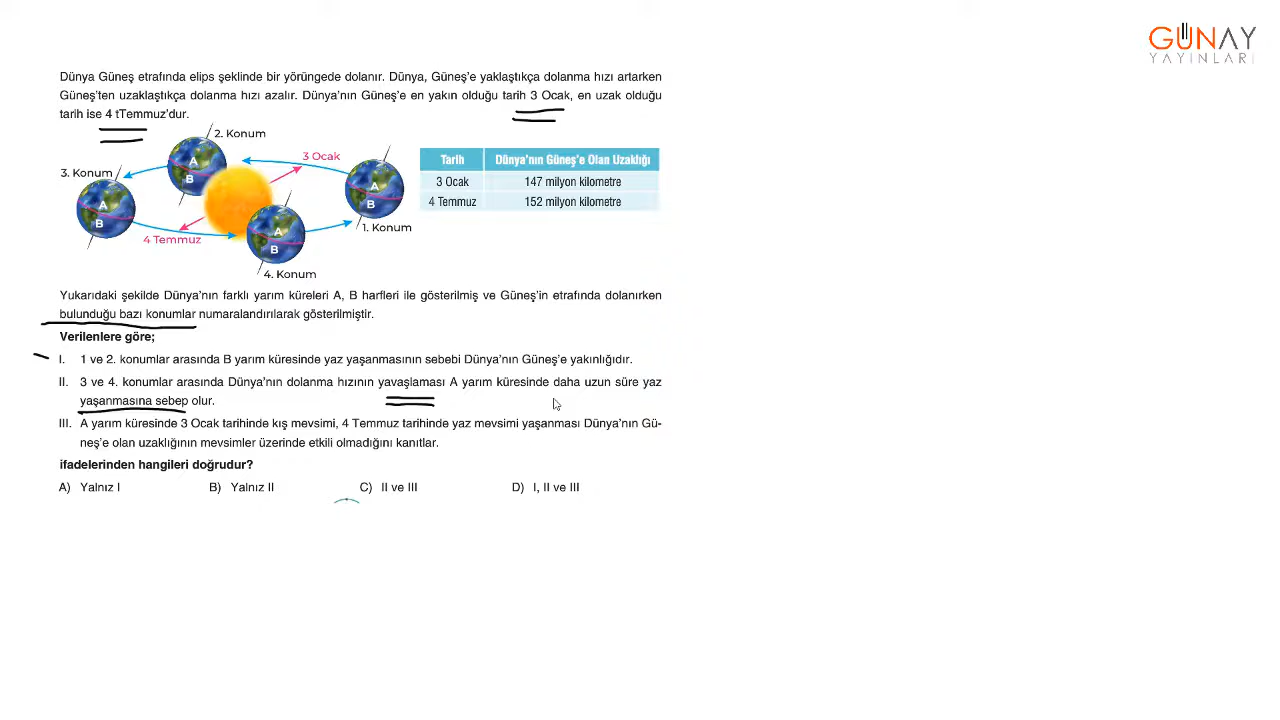 GÜNAY
YAYINLARI
Dünya Güneş etrafında elips şeklinde bir yörüngede dolanır. Dünya, Güneş'e yaklaştıkça dolanma hızı artarken
Güneş'ten uzaklaştıkça dolanma hızı azalır. Dünya'nın Güneş'e en yakın olduğu tarih 3 Ocak, en uzak olduğu
tarih ise 4 tTemmuz'dur.
2. Konum
3 Ocak
3. Konum
A
B
A
B
A
B
A
B
1. Konum
4 Temmuz
4. Konum
Tarih Dünya'nın Güneş'e Olan Uzaklığı
3 Ocak 147 milyon kilometre
4 Temmuz 152 milyon kilometre
Yukarıdaki şekilde Dünya'nın farklı yarım küreleri A, B harfleri ile gösterilmiş ve Güneş'in etrafında dolanırken
bulunduğu bazı konumlar numaralandırılarak gösterilmiştir.
Verilenlere göre;
I. 1 ve 2. konumlar arasında B yarım küresinde yaz yaşanmasının sebebi Dünya'nın Güneş'e yakınlığıdır.
II. 3 ve 4. konumlar arasında Dünya'nın dolanma hızının yavaşlaması A yarım küresinde daha uzun süre yaz
yaşanmasına sebep olur.
III. A yarım küresinde 3 Ocak tarihinde kış mevsimi, 4 Temmuz tarihinde yaz mevsimi yaşanması Dünya'nın Gü-
neş'e olan uzaklığının mevsimler üzerinde etkili olmadığını kanıtlar.
ifadelerinden hangileri doğrudur?
A) Yalnız I B) Yalnız II C) II ve III D) I, II ve III